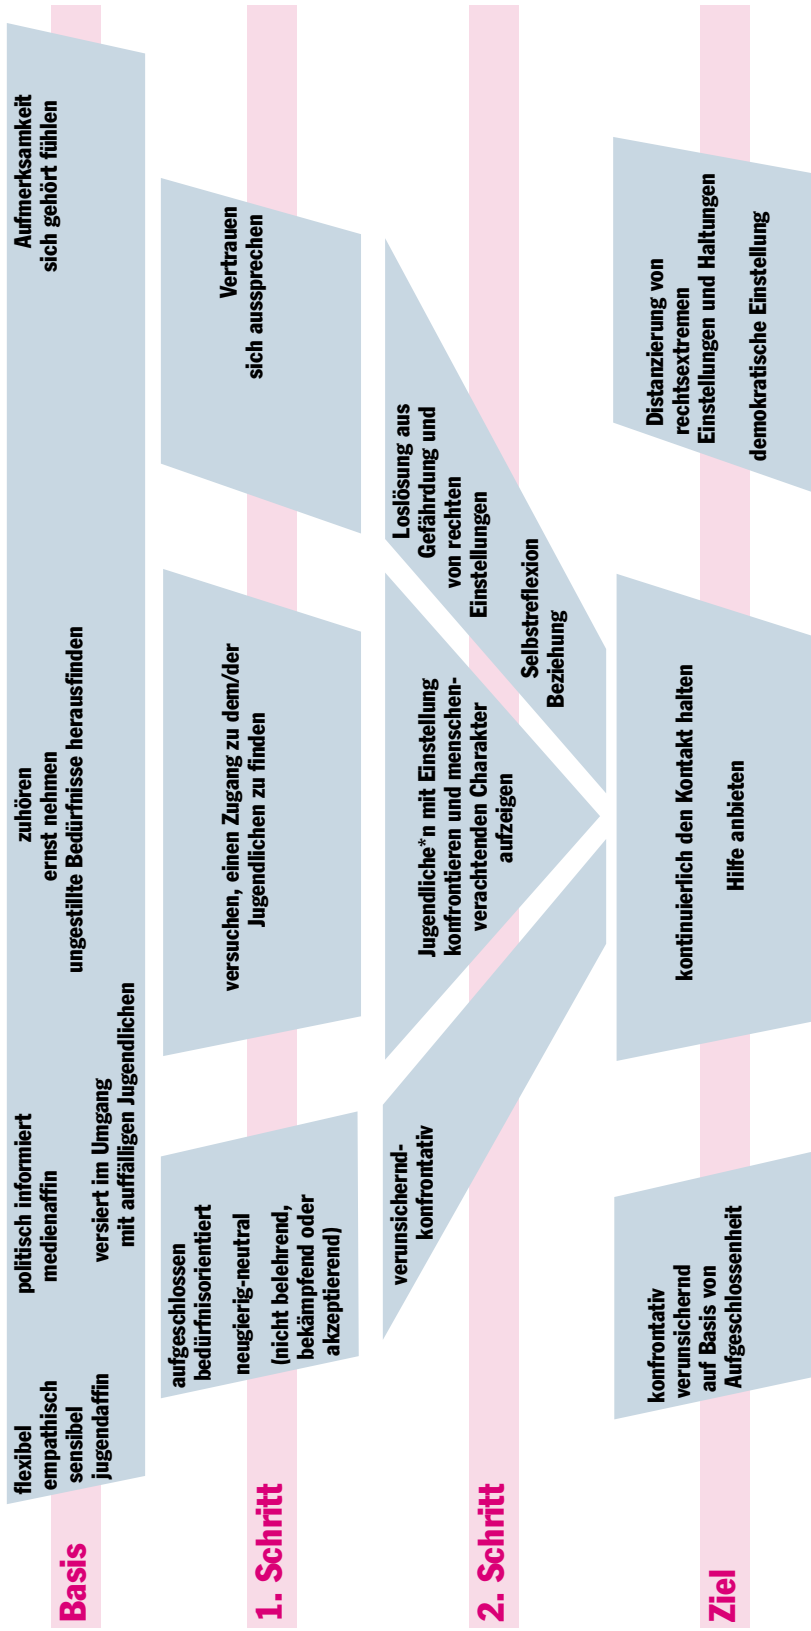 Basis
flexibel
empathisch
sensibel
jugendaffin
politisch informiert
medienaffin
versiert im Umgang
mit auffälligen Jugendlichen
zuhören
ernst nehmen
ungestillte Bedürfnisse herausfinden
Aufmerksamkeit
sich gehört fühlen
1. Schritt
aufgeschlossen
bedürfnisorientiert
neugierig-neutral
(nicht belehrend,
bekämpfend oder
akzeptierend)
versuchen, einen Zugang zu dem/der
Jugendlichen zu finden
Vertrauen
sich aussprechen
2. Schritt
verunsichernd-
konfrontativ
Jugendliche*n mit Einstellung
konfrontieren und menschen-
verachtenden Charakter
aufzeigen
Loslösung aus
Gefährdung und
von rechten
Einstellungen
Selbstreflexion
Beziehung
Ziel
konfrontativ
verunsichernd
auf Basis von
Aufgeschlossenheit
kontinuierlich den Kontakt halten
Hilfe anbieten
Distanzierung von
rechtsextremen
Einstellungen und Haltungen
demokratische Einstellung